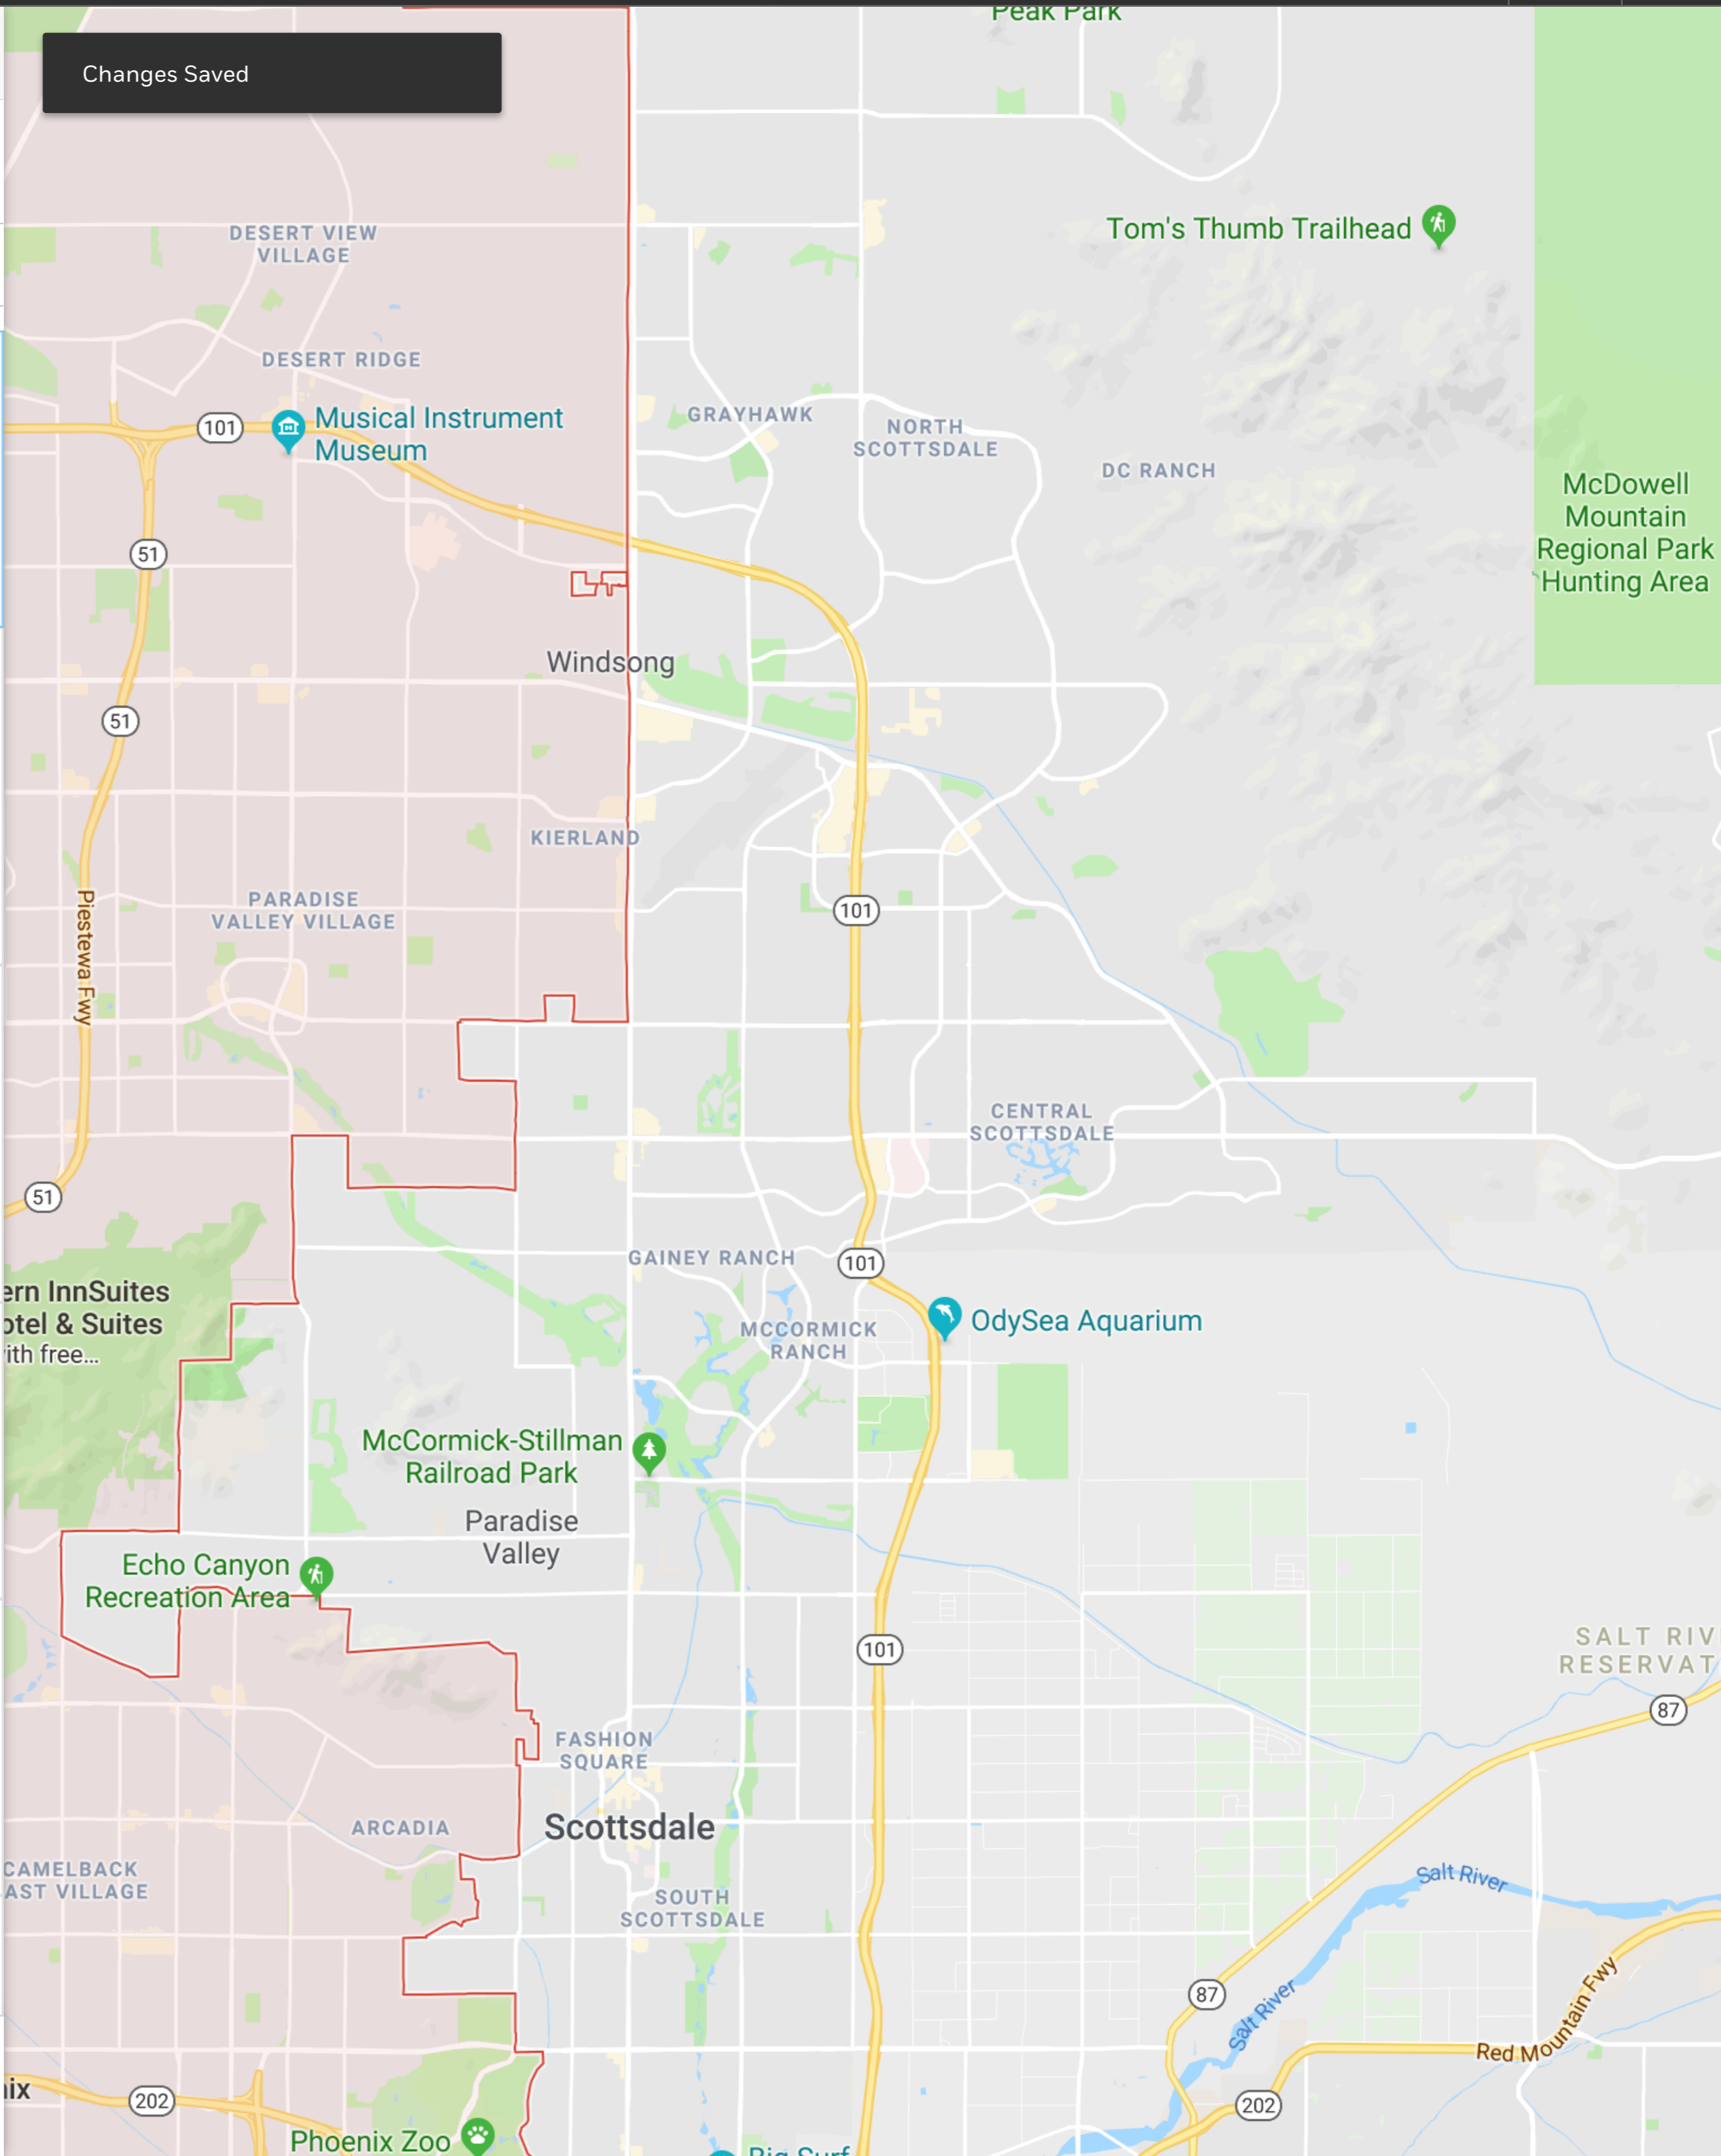 Peak Park
Changes Saved
Tom's Thumb Trailhead
DESERT VIEW
VILLAGE
DESERT RIDGE
101
Musical Instrument
Museum
GRAYHAWK
NORTH
SCOTTSDALE
DC RANCH
McDowell
Mountain
Regional Park
Hunting Area
51
Windsong
51
KIERLAND
PARADISE
VALLEY VILLAGE
101
Piestewa Fwy
CENTRAL
SCOTTSDALE
51
GAINEY RANCH
101
ern InnSuites
otel & Suites
ith free...
MCCORMICK
RANCH
OdySea Aquarium
McCormick-Stillman
Railroad Park
Paradise
Valley
Echo Canyon
Recreation Area
101
SALT RIV
RESERVAT
87
FASHION
SQUARE
ARCADIA
Scottsdale
CAMELBACK
AST VILLAGE
SOUTH
SCOTTSDALE
Salt River
87
Salt River
Red Mountain Fwy
ix
202
202
Phoenix Zoo
Big Surf